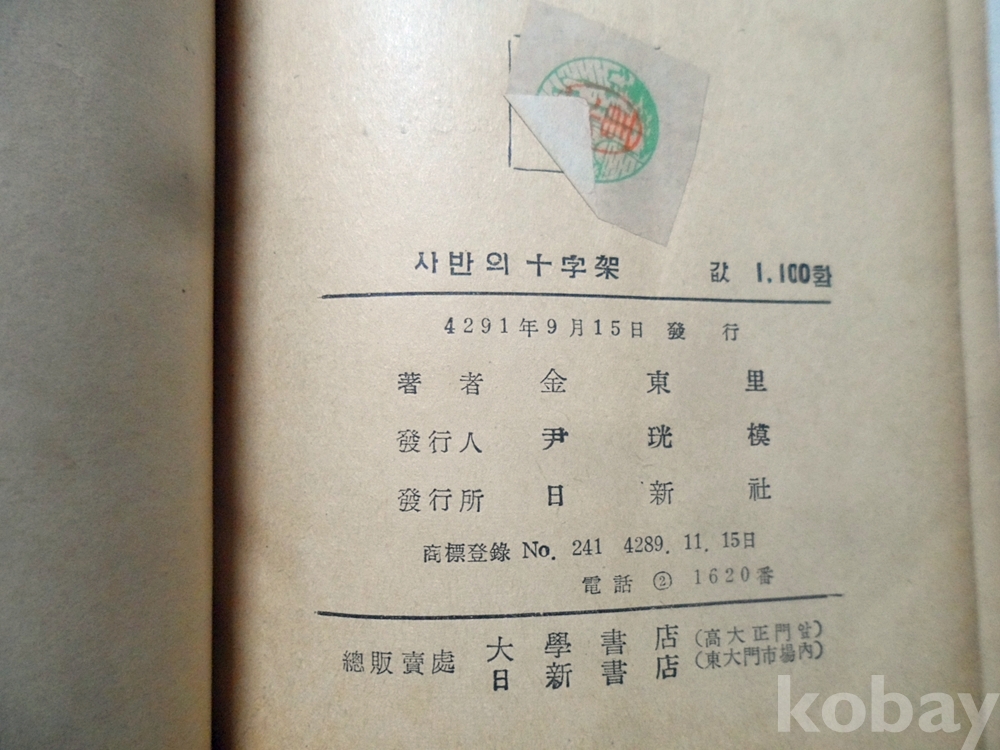 사반의 十字架 값 1,100환
4291年9月15日 發 行
著 者 金 東 里
發行人 尹 珖 模
發行所 日 新 社
商標登錄 No. 241 4289. 11. 15日
電話 ② 1620番
總販賣處 大學書店 (高大正門앞)
日新書店 (東大門市場內)
kobay